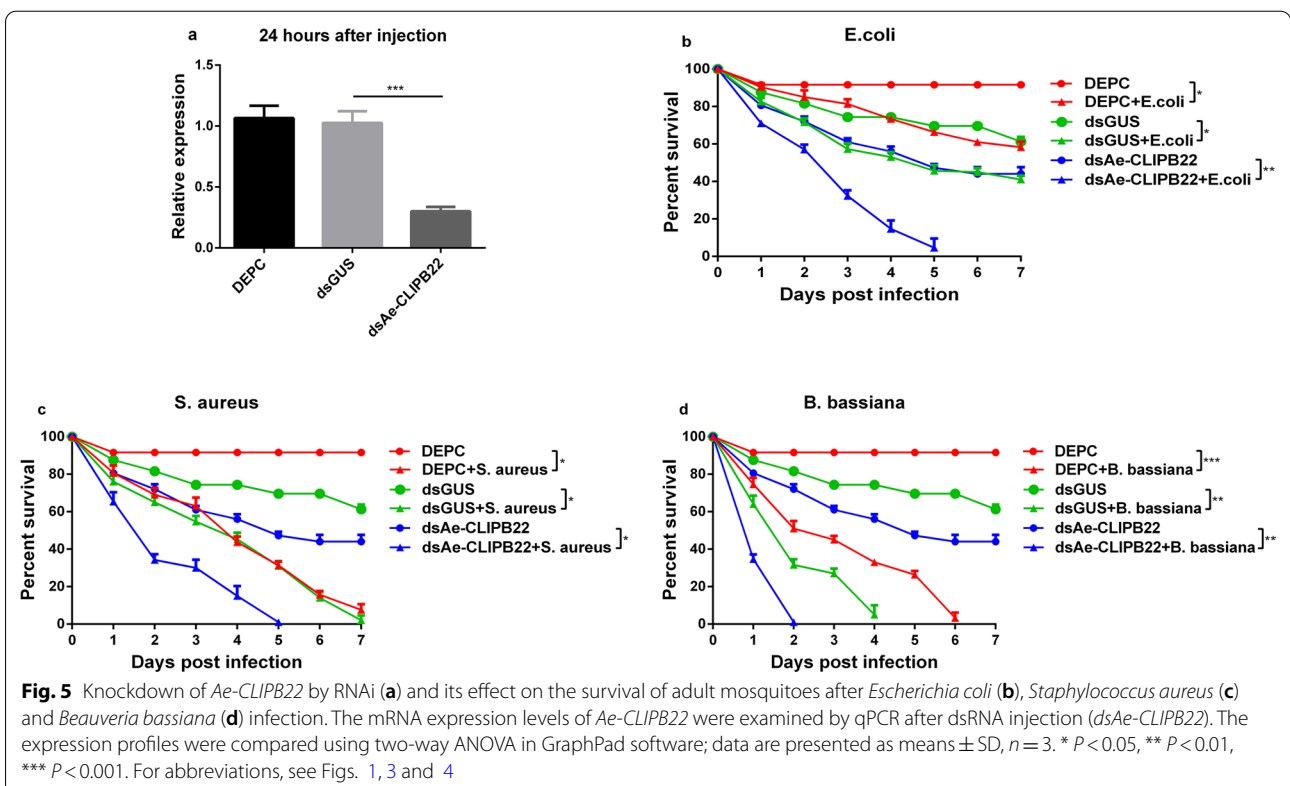 a
24 hours after injection
Relative expression
1.5
1.0
0.5
0.0
***
DEPC
dsGUS
dsAe-CLIPB22
b
E.coli
Percent survival
100
80
60
40
20
0
0 1 2 3 4 5 6 7
Days post infection
DEPC
DEPC+E.coli
*
dsGUS
dsGUS+E.coli
*
dsAe-CLIPB22
dsAe-CLIPB22+E.coli
**
c
S. aureus
Percent survival
100
80
60
40
20
0
0 1 2 3 4 5 6 7
Days post infection
DEPC
DEPC+S. aureus
*
dsGUS
dsGUS+S. aureus
*
dsAe-CLIPB22
dsAe-CLIPB22+S. aureus
*
d
B. bassiana
Percent survival
100
80
60
40
20
0
0 1 2 3 4 5 6 7
Days post infection
DEPC
DEPC+B. bassiana
***
dsGUS
dsGUS+B. bassiana
**
dsAe-CLIPB22
dsAe-CLIPB22+B. bassiana
**
Fig. 5 Knockdown of Ae-CLIPB22 by RNAi (a) and its effect on the survival of adult mosquitoes after Escherichia coli (b), Staphylococcus aureus (c)
and Beauveria bassiana (d) infection. The mRNA expression levels of Ae-CLIPB22 were examined by qPCR after dsRNA injection (dsAe-CLIPB22). The
expression profiles were compared using two-way ANOVA in GraphPad software; data are presented as means ± SD, n = 3. * P < 0.05, ** P < 0.01,
*** P < 0.001. For abbreviations, see Figs. 1, 3 and 4